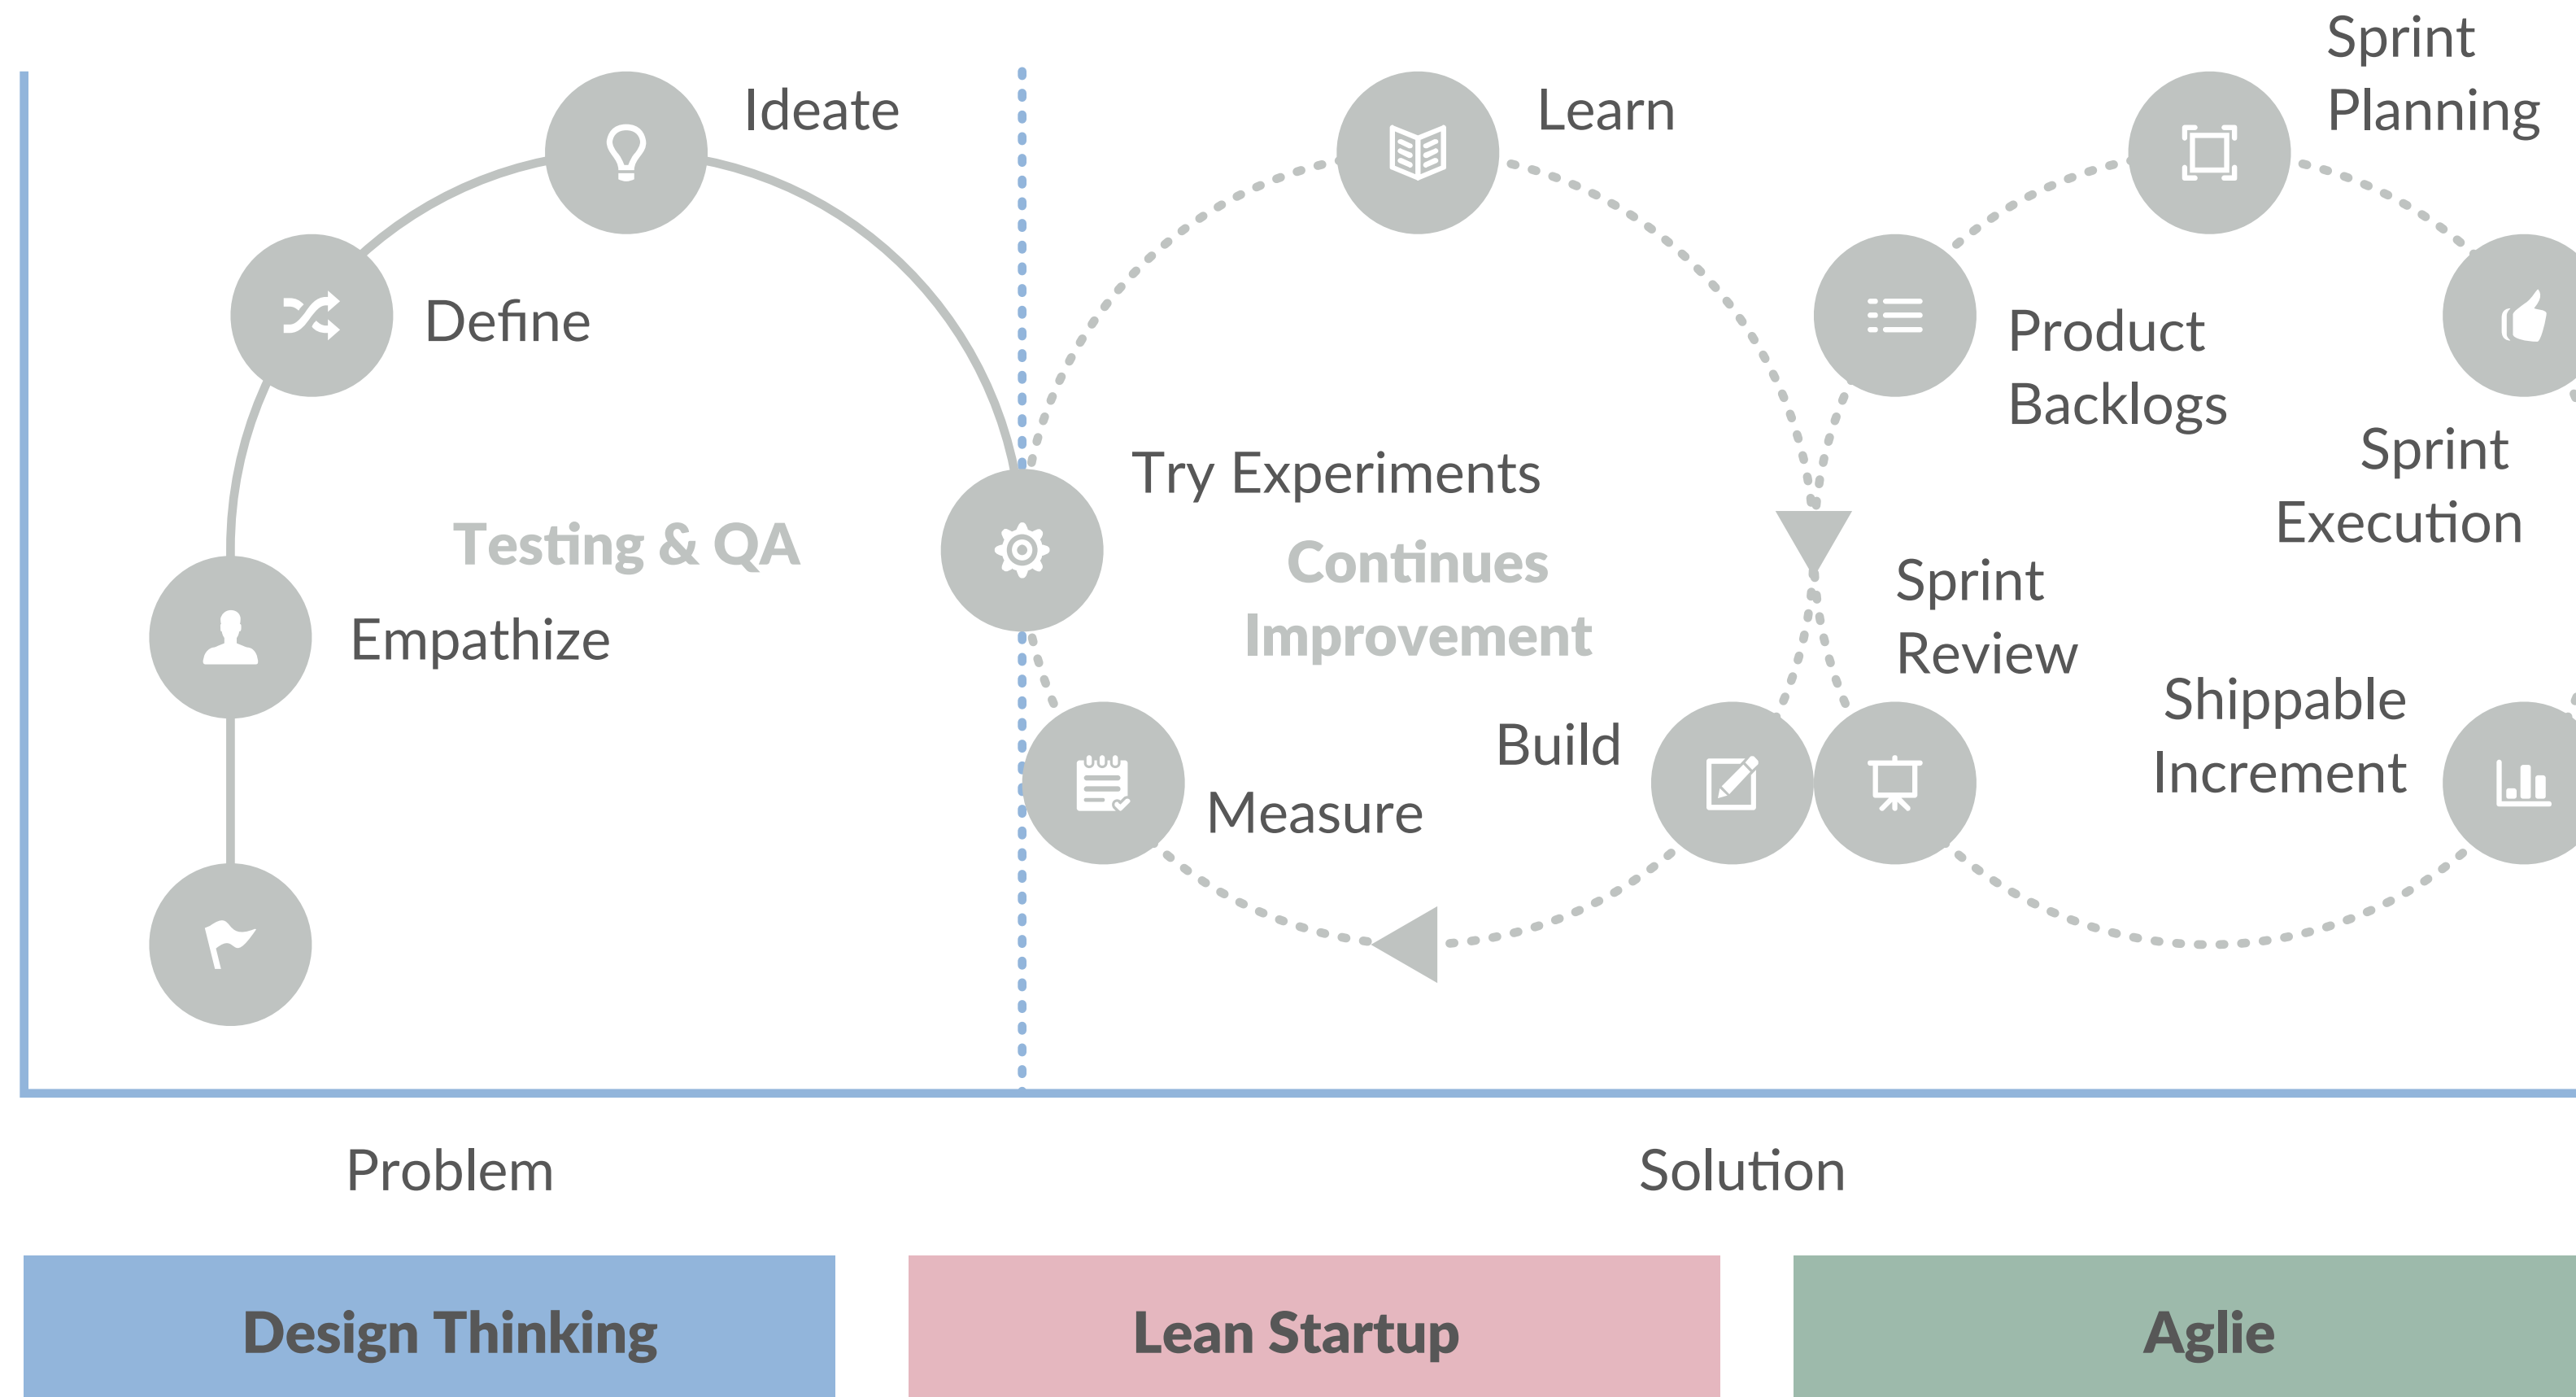 Sprint
Planning
Ideate
Learn
Define
Product
Backlogs
Try Experiments
Sprint
Execution
Testing & QA
Continues
Improvement
Empathize
Sprint
Review
Shippable
Increment
Build
Measure
Problem
Solution
Design Thinking
Lean Startup
Aglie